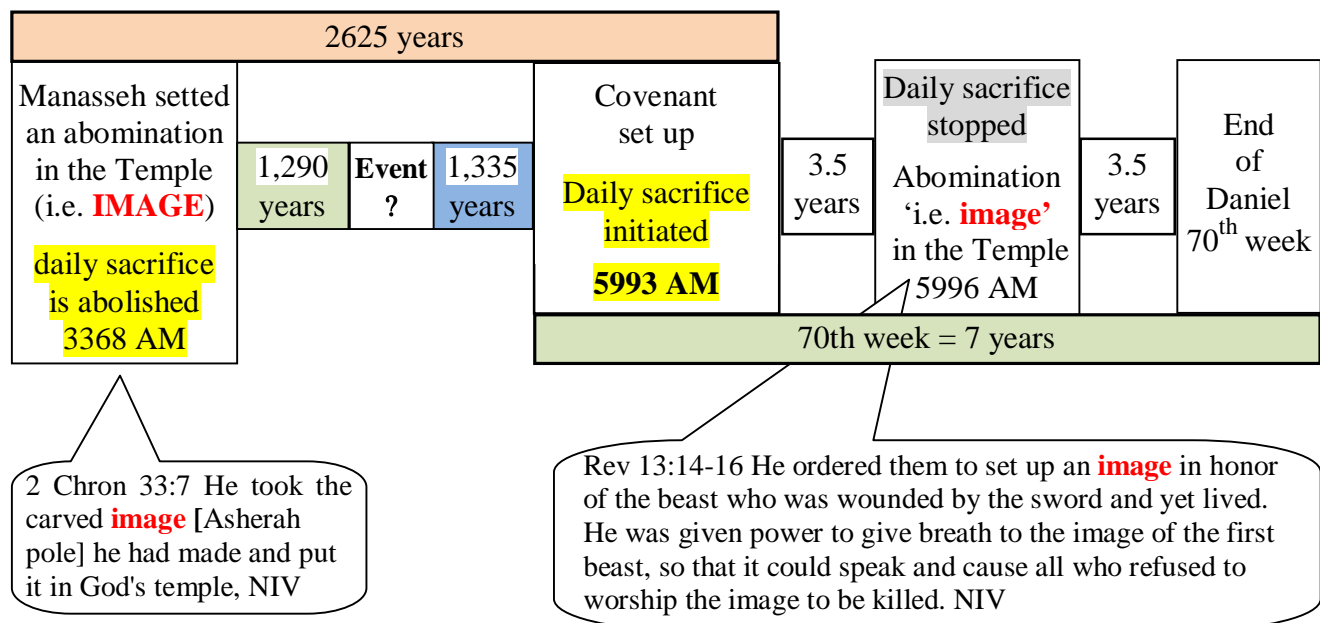 2625 years
Manasseh setted
an abomination
in the Temple
(i.e. IMAGE)
daily sacrifice
is abolished
3368 AM
1,290
years
Event
?
1,335
years
Covenant
set up
Daily sacrifice
initiated
5993 AM
3.5
years
Daily sacrifice
stopped
Abomination
‘i.e. image’
in the Temple
5996 AM
3.5
years
End
of
Daniel
70th week
70th week = 7 years
2 Chron 33:7 He took the
carved image [Asherah
pole] he had made and put
it in God's temple, NIV
Rev 13:14-16 He ordered them to set up an image in honor
of the beast who was wounded by the sword and yet lived.
He was given power to give breath to the image of the first
beast, so that it could speak and cause all who refused to
worship the image to be killed. NIV